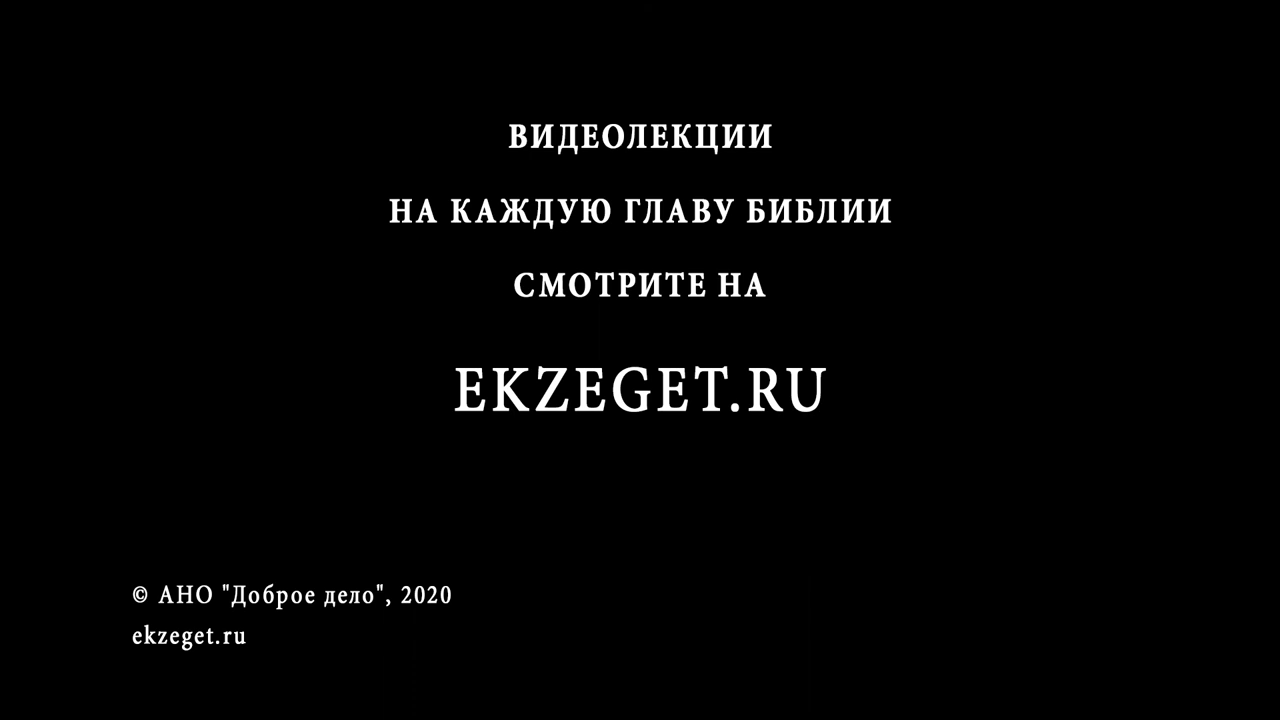 ВИДЕОЛЕКЦИИ
НА КАЖДУЮ ГЛАВУ БИБЛИИ
СМОТРИТЕ НА
EKZEGET.RU
© АНО "Доброе дело", 2020
ekzeget.ru